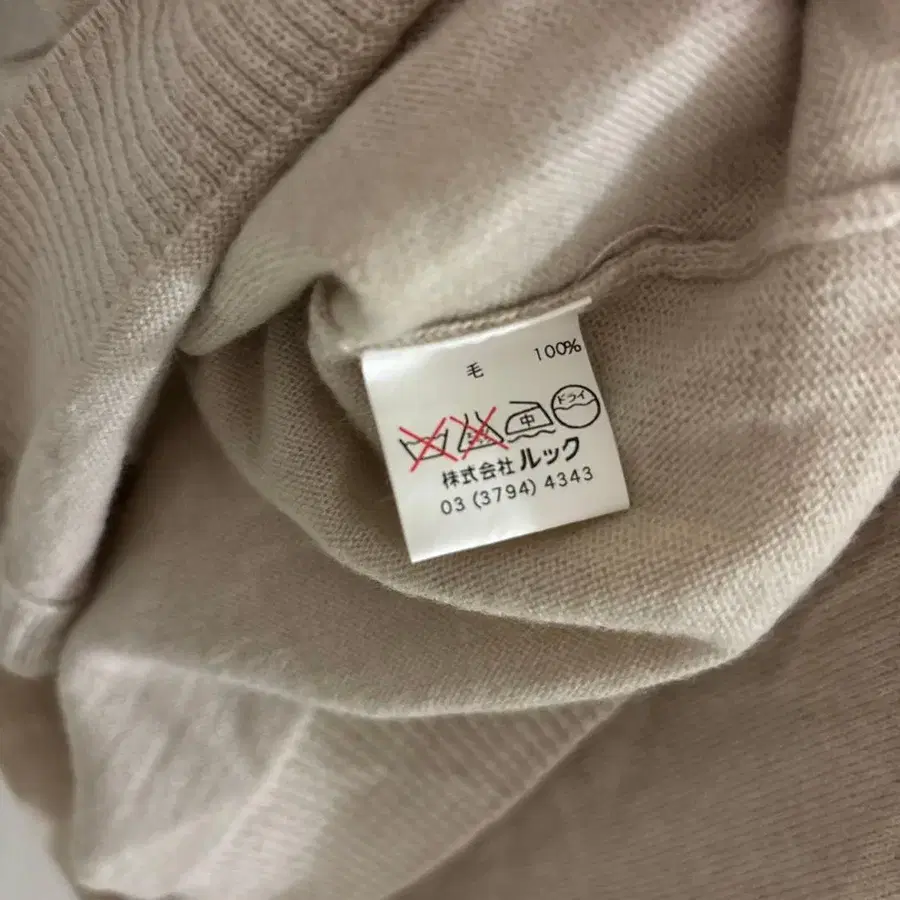 毛 100%
中 ドライ
株式会社 ルック
03 (3794) 4343